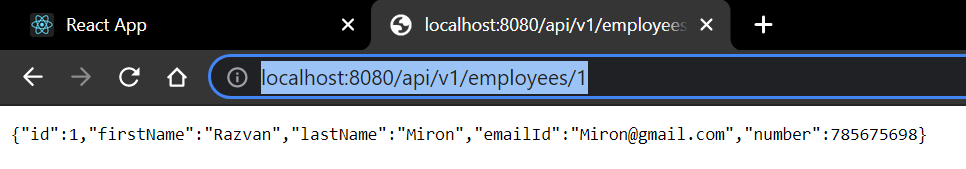 React App
localhost:8080/api/v1/employees
localhost:8080/api/v1/employees/1
{"id":1,"firstName":"Razvan","lastName":"Miron","emailId":"Miron@gmail.com","number":785675698}